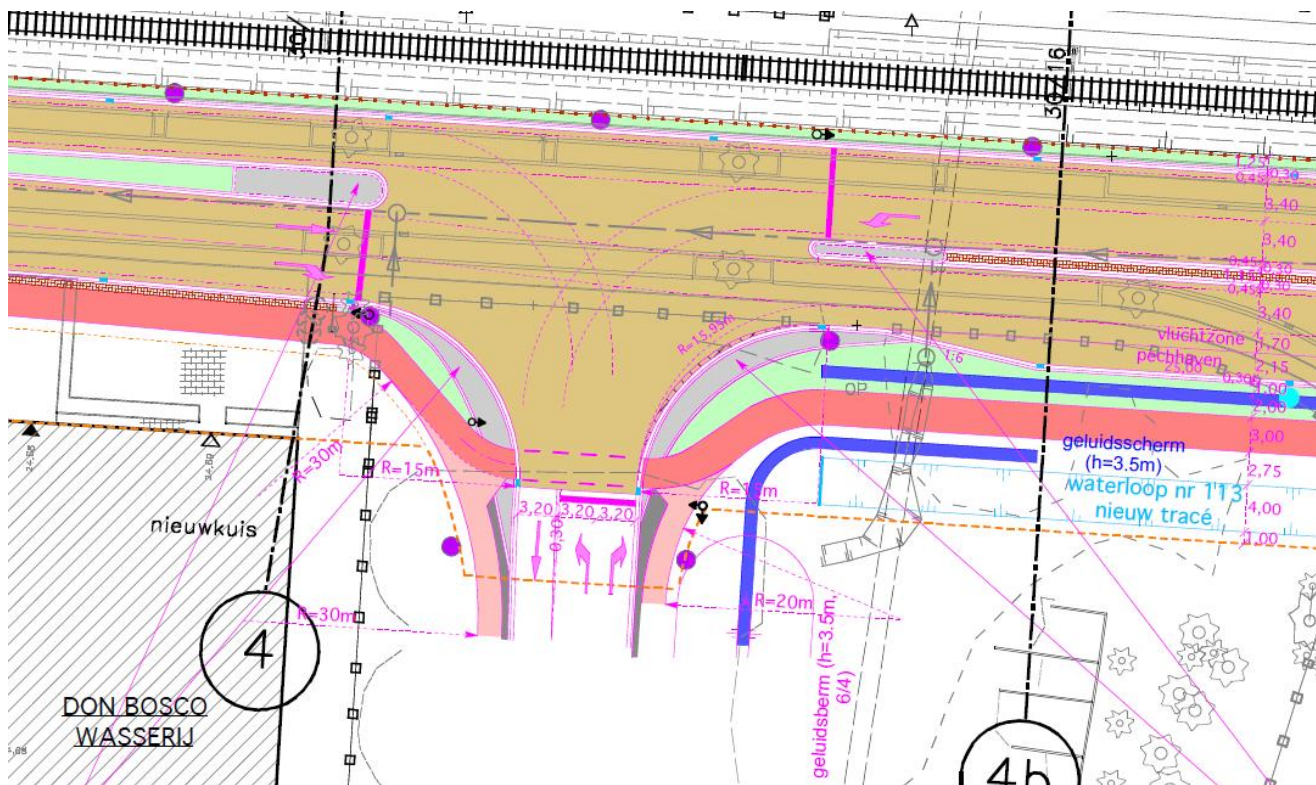 30/416
1,25
0,30
0,45
3,40
3,40
0,45
0,30
0,30
0,45
3,40
vluchtzone
1,70
pechhaven
2,15
25,00
0,30
1,00
2,00
3,00
2,75
4,00
1,00
R=15,95m
1:6
OP
geluidsscherm
(h=3.5m)
waterloop nr 113
nieuw tracé
R=30m
R=15m
3,20
3,20
3,20
0,30
nieuwkuis
R=30m
R=20m
geluidsberm (h=3.5m,
6/4)
4
DON BOSCO
WASSERIJ
4b